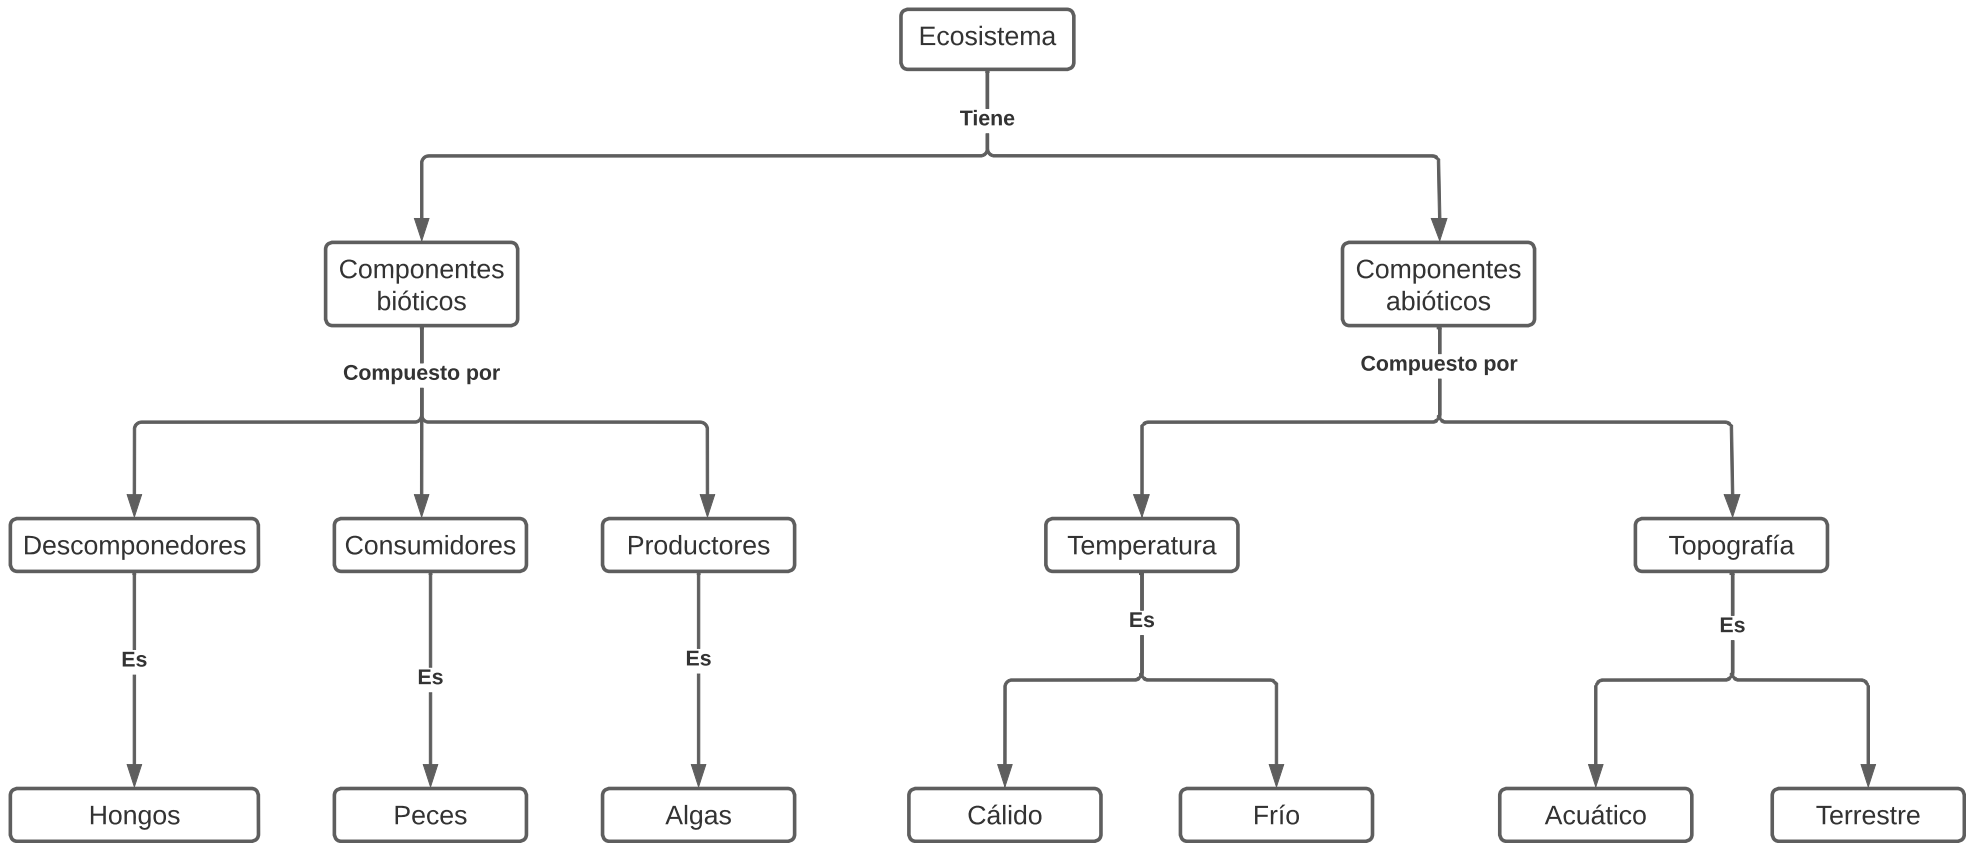 Ecosistema
Tiene
Componentes
bióticos
Componentes
abióticos
Compuesto por
Compuesto por
Descomponedores
Consumidores
Productores
Temperatura
Topografía
Es
Es
Es
Es
Es
Hongos
Peces
Algas
Cálido
Frío
Acuático
Terrestre